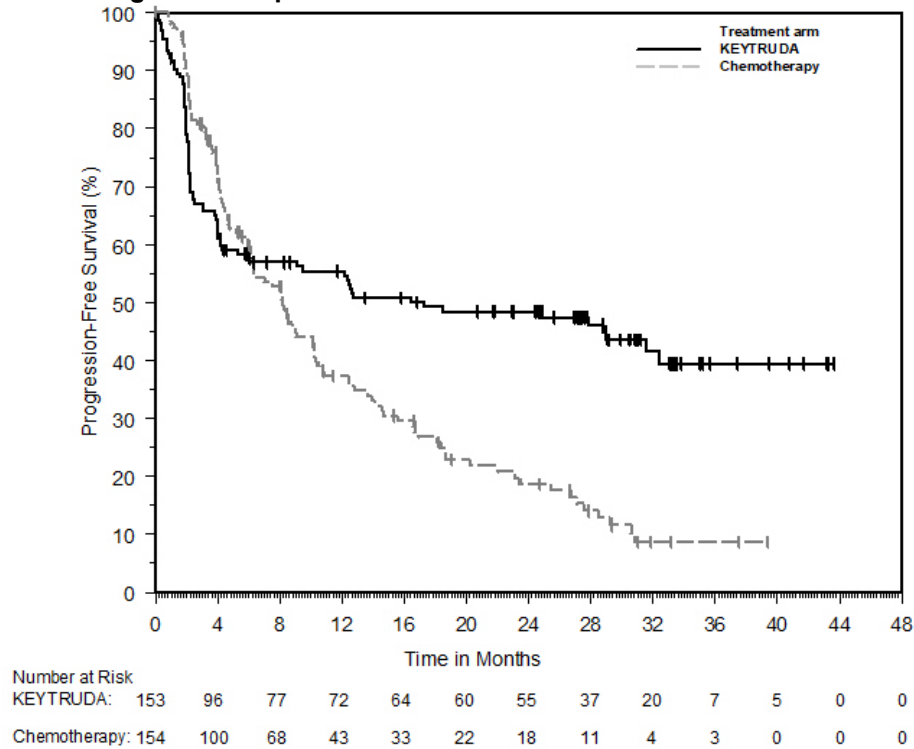 Treatment arm
KEYTRUDA
Chemotherapy
Progression-Free Survival (%)
100
90
80
70
60
50
40
30
20
10
0
0 4 8 12 16 20 24 28 32 36 40 44 48
Time in Months
Number at Risk
KEYTRUDA: 153 96 77 72 64 60 55 37 20 7 5 0 0
Chemotherapy: 154 100 68 43 33 22 18 11 4 3 0 0 0